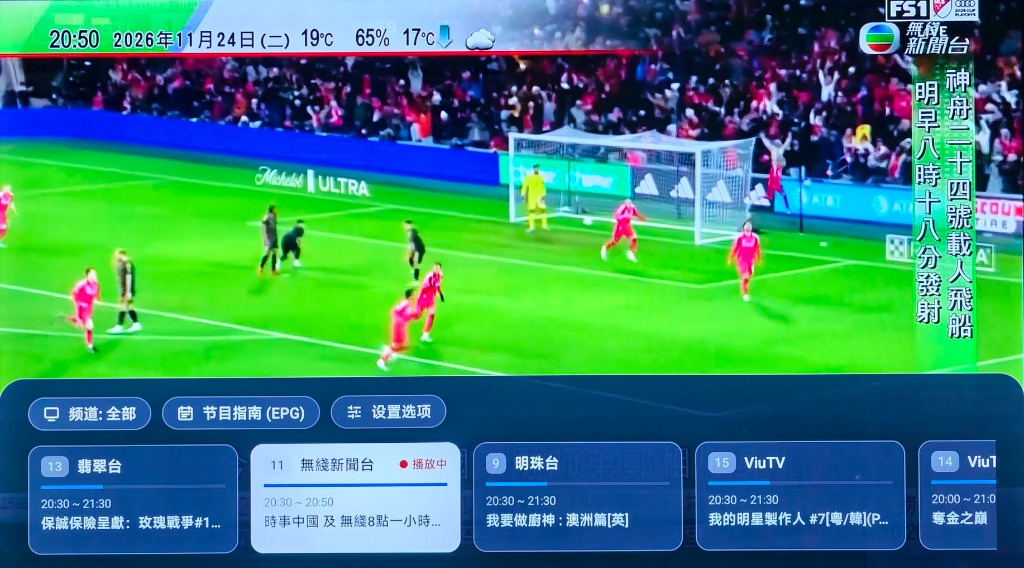 FS1
20:50 2026年11月24日(二) 19℃ 65% 17℃
無綫
新聞台
神舟二十四號載人飛船
明早八時十八分發射
Michelob ULTRA
AT&T
频道: 全部
节目指南 (EPG)
设置选项
13 翡翠台
20:30 ~ 21:30
保誠保險呈獻：玫瑰戰爭#1...
11 無綫新聞台 播放中
20:30 ~ 20:50
時事中國 及 無綫8點一小時...
9 明珠台
20:30 ~ 21:30
我要做廚神 : 澳洲篇[英]
15 ViuTV
20:30 ~ 21:30
我的明星製作人 #7[粵/韓](P...
14 ViuT
20:00 ~ 21:0
奪金之巔